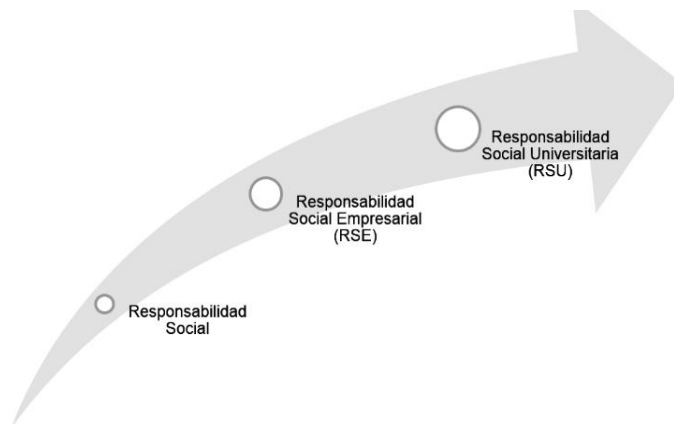 Responsabilidad
Social Universitaria
(RSU)
Responsabilidad
Social Empresarial
(RSE)
Responsabilidad
Social